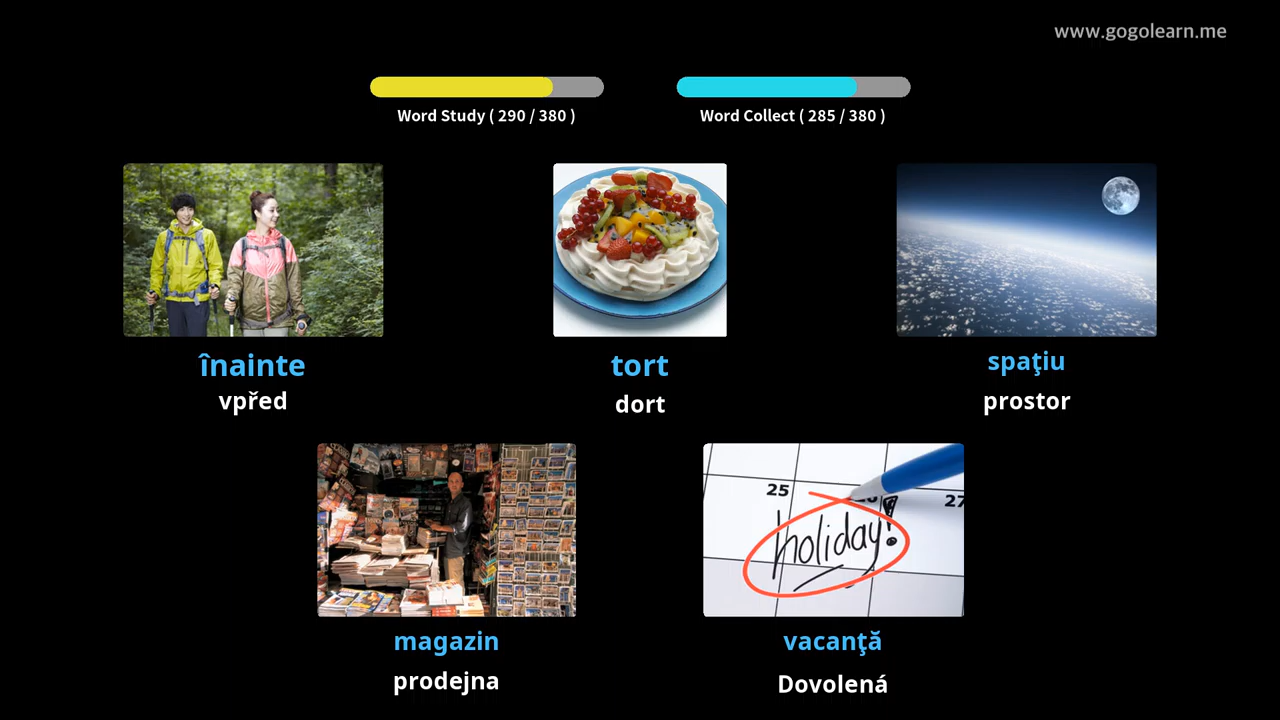 www.gogolearn.me
Word Study ( 290 / 380 )
Word Collect ( 285 / 380 )
înainte
vpřed
tort
dort
spaţiu
prostor
25
27
holiday!
magazin
prodejna
vacanţă
Dovolená